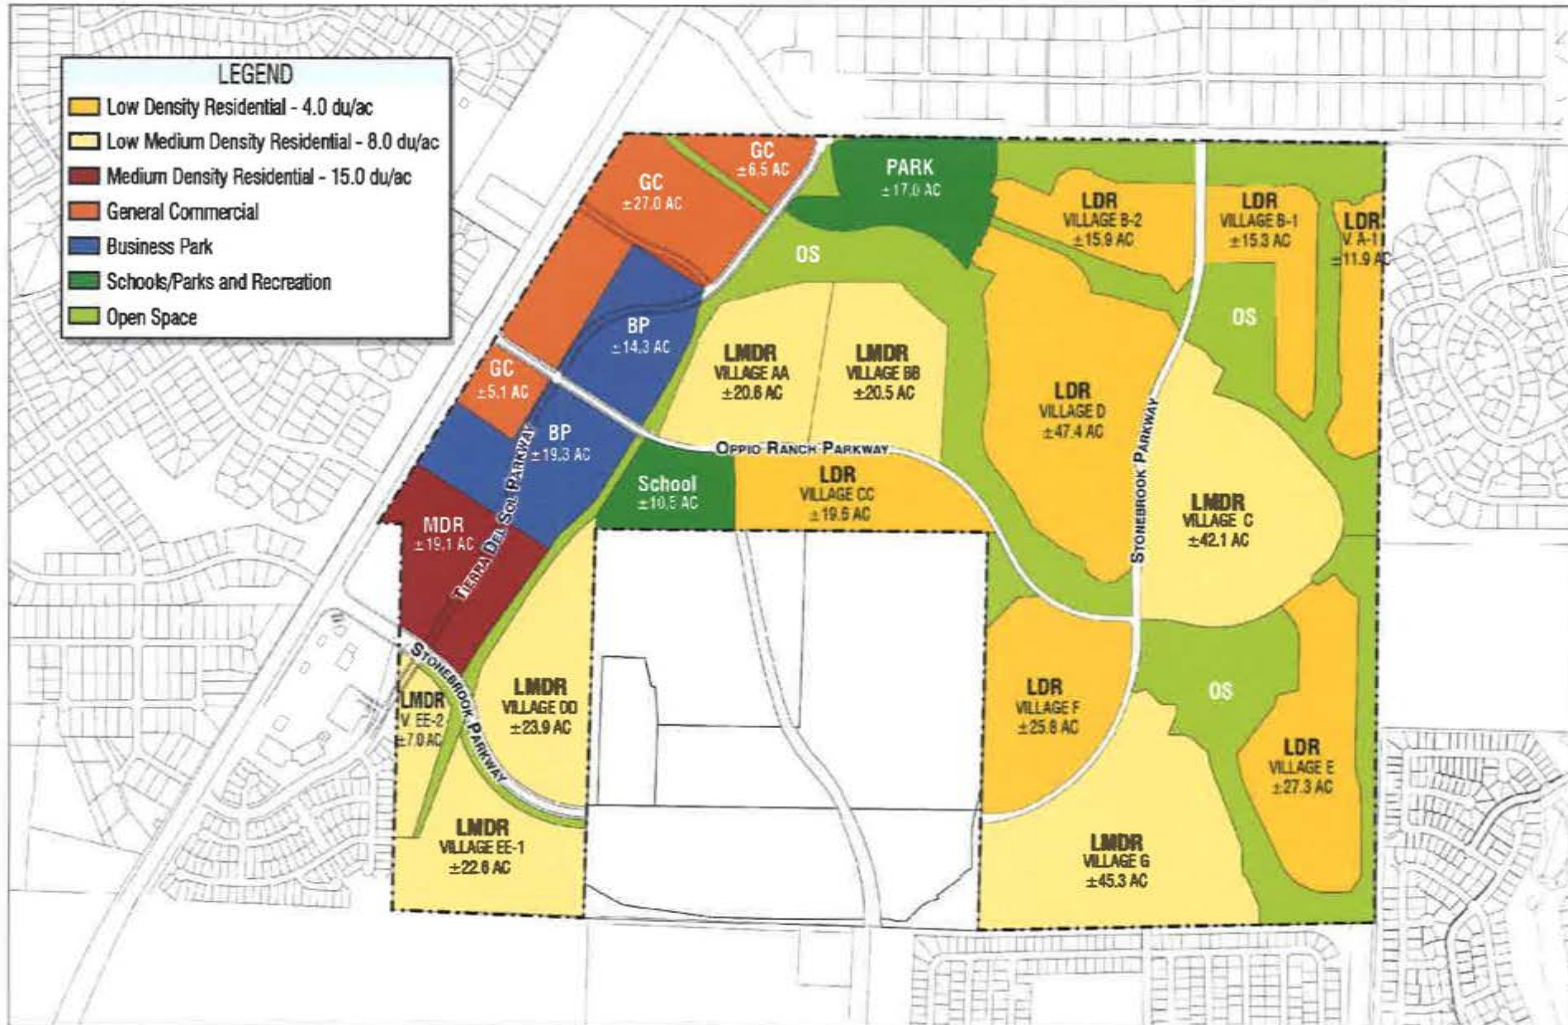 LEGEND
Low Density Residential - 4.0 du/ac
Low Medium Density Residential - 8.0 du/ac
Medium Density Residential - 15.0 du/ac
General Commercial
Business Park
Schools/Parks and Recreation
Open Space
GC
±6.5 AC
GC
±27.0 AC
PARK
±17.0 AC
LDR
VILLAGE B-2
±15.9 AC
LDR
VILLAGE B-1
±15.3 AC
LDR
V. A-1
±11.9 AC
OS
OS
BP
±14.3 AC
LMDR
VILLAGE AA
±20.6 AC
LMDR
VILLAGE BB
±20.5 AC
GC
±5.1 AC
LDR
VILLAGE D
±47.4 AC
STONEBROOK PARKWAY
BP
±19.3 AC
OPPIO RANCH PARKWAY
TIERRA DEL SOL PARKWAY
School
±10.5 AC
LDR
VILLAGE CC
±19.6 AC
LMDR
VILLAGE C
±42.1 AC
MDR
±19.1 AC
STONEBROOK PARKWAY
LMDR
V. EE-2
±7.0 AC
LMDR
VILLAGE DD
±23.9 AC
LDR
VILLAGE F
±25.8 AC
OS
LDR
VILLAGE E
±27.3 AC
LMDR
VILLAGE EE-1
±22.6 AC
LMDR
VILLAGE G
±45.3 AC